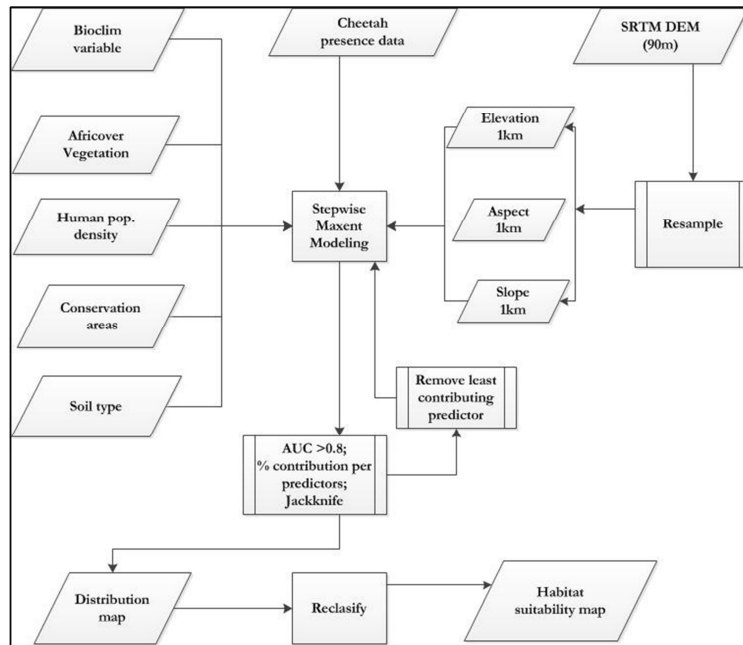 Bioclim
variable
Cheetah
presence data
SRTM DEM
(90m)
Africover
Vegetation
Elevation
1km
Human pop.
density
Stepwise
Maxent
Modeling
Aspect
1km
Resample
Conservation
areas
Slope
1km
Soil type
Remove least
contributing
predictor
AUC >0.8;
% contribution per
predictors;
Jackknife
Distribution
map
Reclasify
Habitat
suitability map